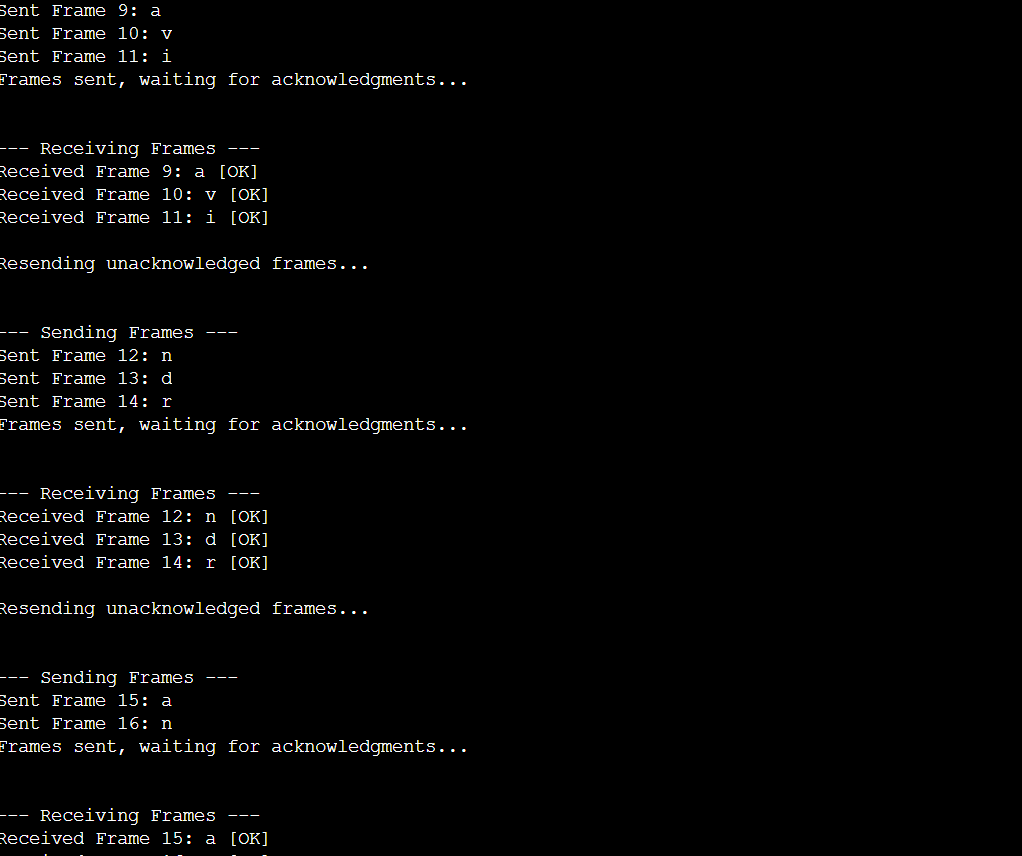 Sent Frame 9: a
Sent Frame 10: v
Sent Frame 11: i
Frames sent, waiting for acknowledgments...
--- Receiving Frames ---
Received Frame 9: a [OK]
Received Frame 10: v [OK]
Received Frame 11: i [OK]
Resending unacknowledged frames...
--- Sending Frames ---
Sent Frame 12: n
Sent Frame 13: d
Sent Frame 14: r
Frames sent, waiting for acknowledgments...
--- Receiving Frames ---
Received Frame 12: n [OK]
Received Frame 13: d [OK]
Received Frame 14: r [OK]
Resending unacknowledged frames...
--- Sending Frames ---
Sent Frame 15: a
Sent Frame 16: n
Frames sent, waiting for acknowledgments...
--- Receiving Frames ---
Received Frame 15: a [OK]